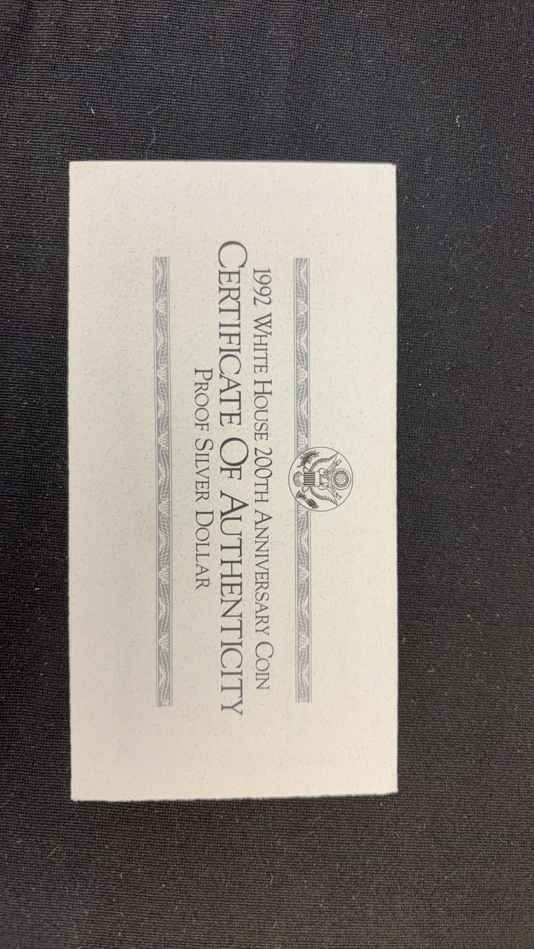 1992 White House 200th Anniversary Coin
Certificate Of Authenticity
Proof Silver Dollar